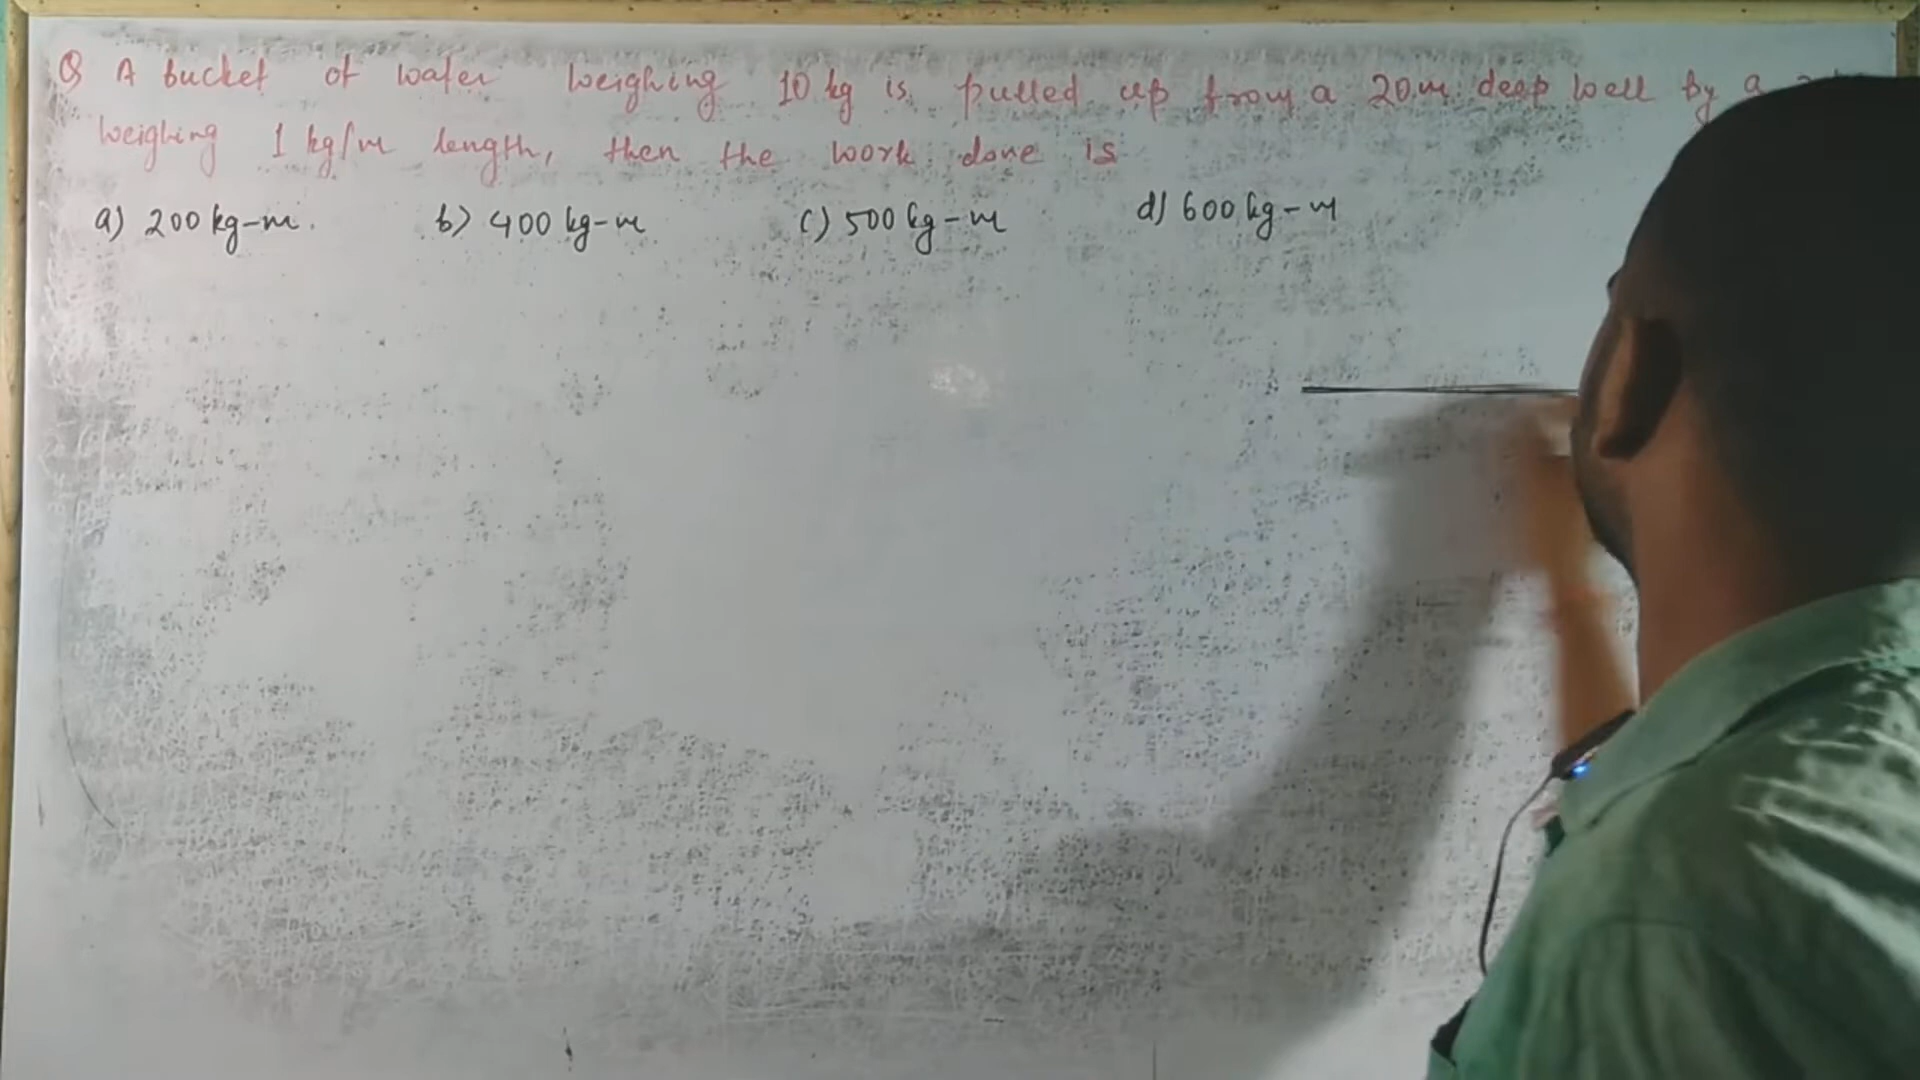 Q A bucket of water weighing 10 kg is pulled up from a 20m deep well by a
weighing 1 kg/m length, then the work done is
a) 200 kg-m. b) 400 kg-m c) 500 kg-m d) 600 kg-m